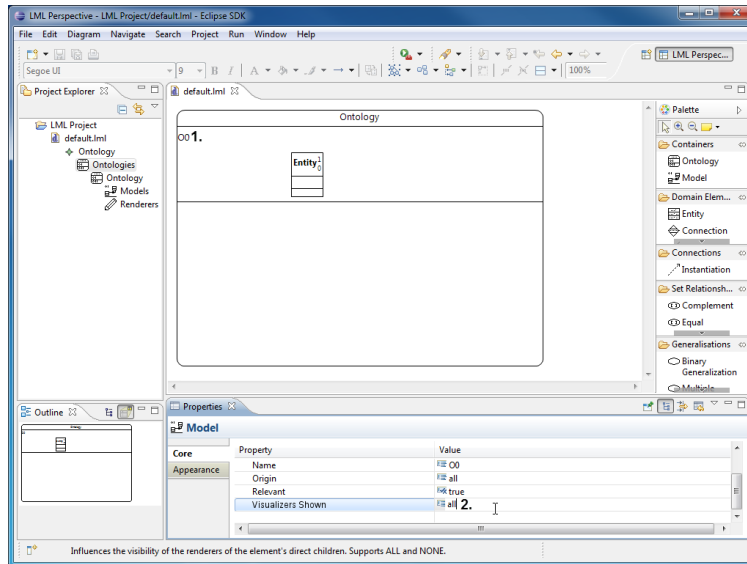 LML Perspective - LML Project/default.lml - Eclipse SDK
File Edit Diagram Navigate Search Project Run Window Help
LML Perspec...
Segoe UI 9 B I A 100%
Project Explorer
LML Project
default.lml
Ontology
Ontologies
Ontology
Models
Renderers
default.lml
Ontology
O0 1.
Entity 1 0
Palette
Containers
Ontology
Model
Domain Elem...
Entity
Connection
Connections
Instantiation
Set Relationsh...
Complement
Equal
Generalisations
Binary
Generalization
Multiple
Outline
Ontology
Properties
Model
Core
Appearance
Property Value
Name O0
Origin all
Relevant true
Visualizers Shown all 2.
Influences the visibility of the renderers of the element's direct children. Supports ALL and NONE.